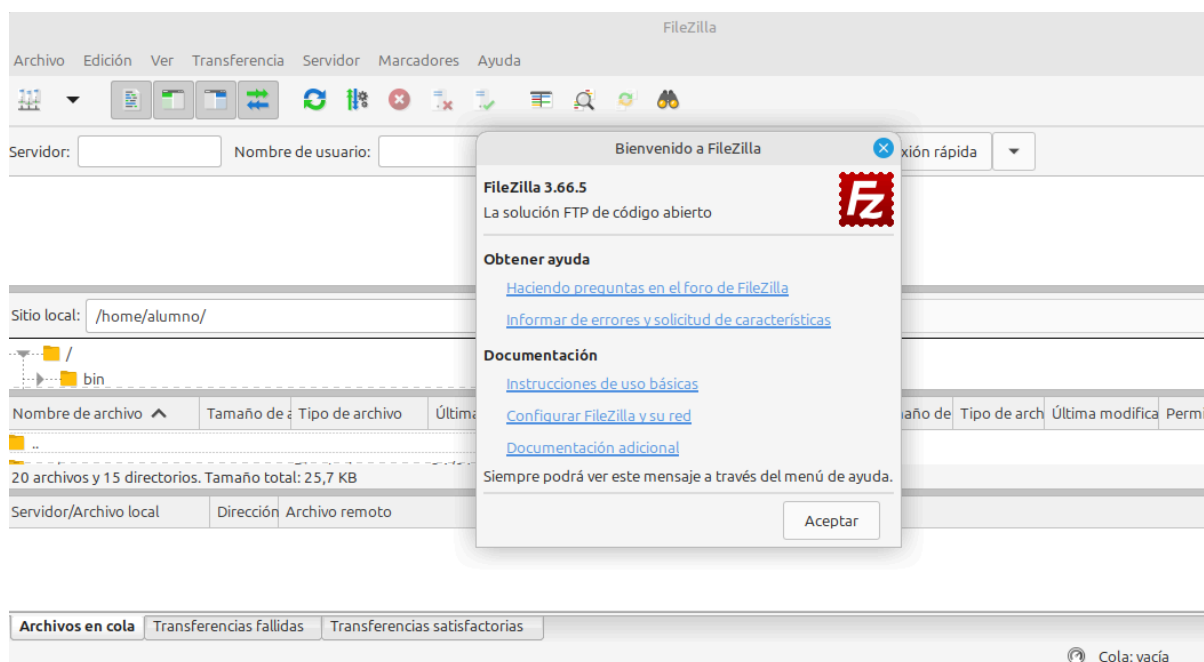 FileZilla
Archivo Edición Ver Transferencia Servidor Marcadores Ayuda
Servidor: Nombre de usuario: xión rápida
Bienvenido a FileZilla
FileZilla 3.66.5
La solución FTP de código abierto
Fz
Obtener ayuda
Haciendo preguntas en el foro de FileZilla
Informar de errores y solicitud de características
Documentación
Instrucciones de uso básicas
Configurar FileZilla y su red
Documentación adicional
Siempre podrá ver este mensaje a través del menú de ayuda.
Aceptar
Sitio local: /home/alumno/
/
bin
Nombre de archivo Tamaño de Tipo de archivo Última
año de Tipo de arch Última modifica Permi
..
20 archivos y 15 directorios. Tamaño total: 25,7 KB
Servidor/Archivo local Dirección Archivo remoto
Archivos en cola Transferencias fallidas Transferencias satisfactorias
Cola: vacía